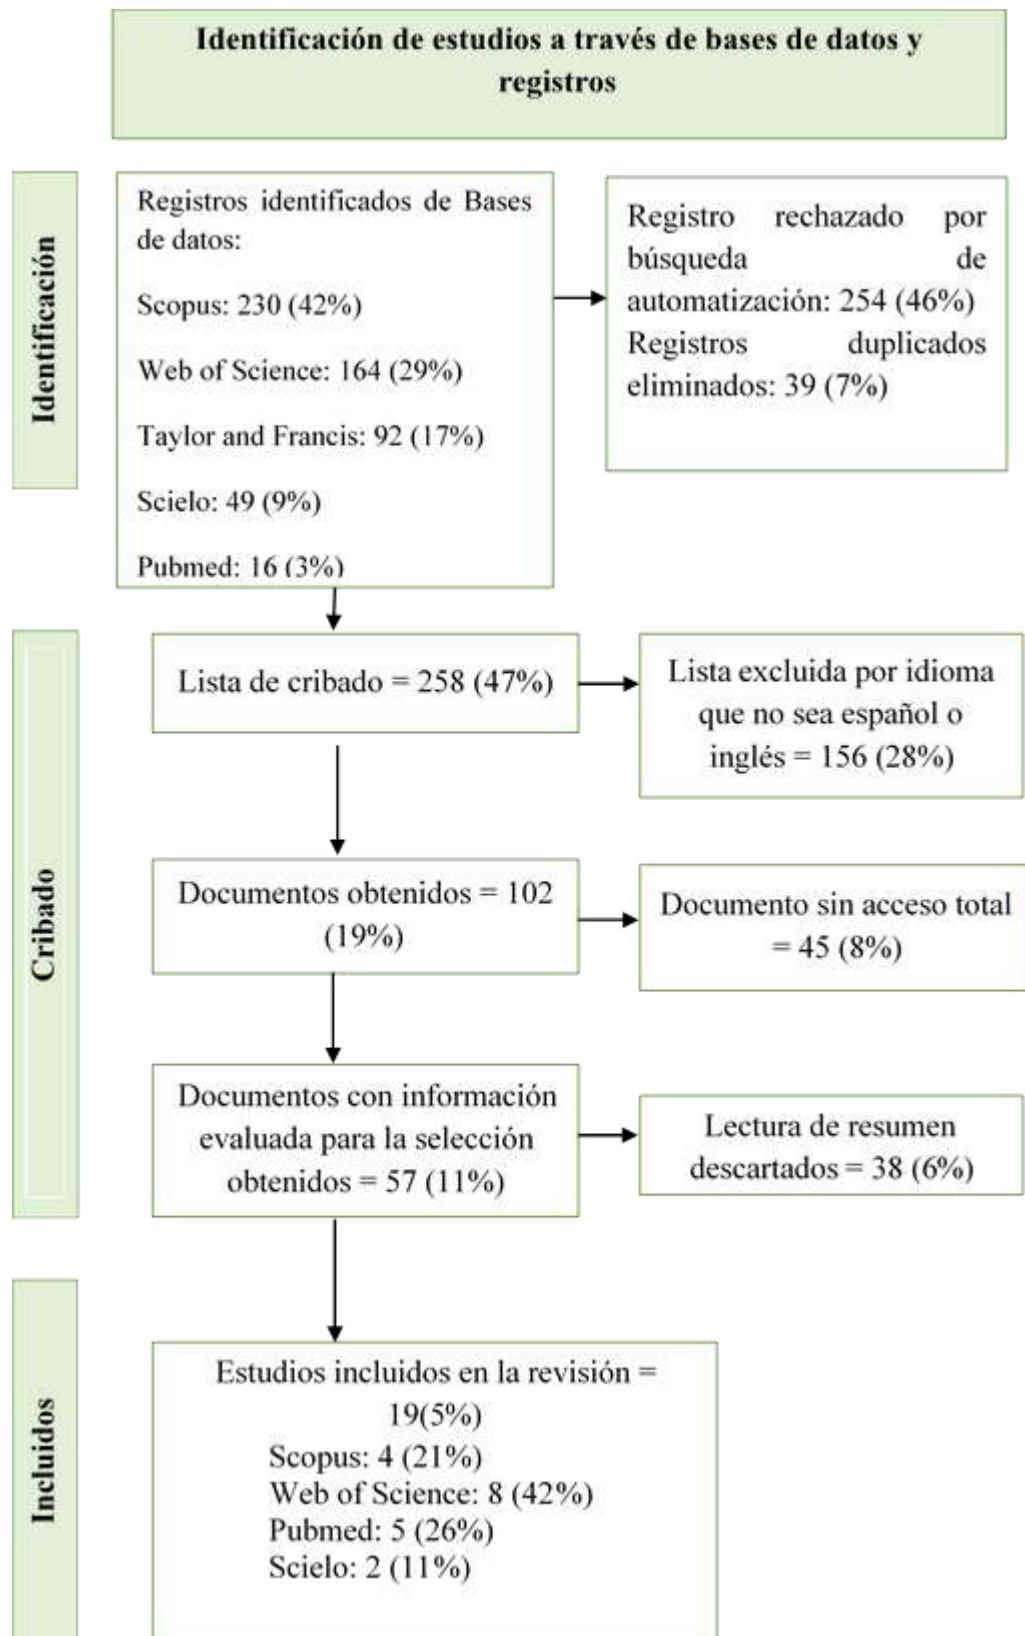 Identificación de estudios a través de bases de datos y
registros
Identificación
Registros identificados de Bases
de datos:
Scopus: 230 (42%)
Web of Science: 164 (29%)
Taylor and Francis: 92 (17%)
Scielo: 49 (9%)
Pubmed: 16 (3%)
Registro rechazado por
búsqueda de
automatización: 254 (46%)
Registros duplicados
eliminados: 39 (7%)
Cribado
Lista de cribado = 258 (47%)
Lista excluida por idioma
que no sea español o
inglés = 156 (28%)
Documentos obtenidos = 102
(19%)
Documento sin acceso total
= 45 (8%)
Documentos con información
evaluada para la selección
obtenidos = 57 (11%)
Lectura de resumen
descartados = 38 (6%)
Incluidos
Estudios incluidos en la revisión =
19(5%)
Scopus: 4 (21%)
Web of Science: 8 (42%)
Pubmed: 5 (26%)
Scielo: 2 (11%)